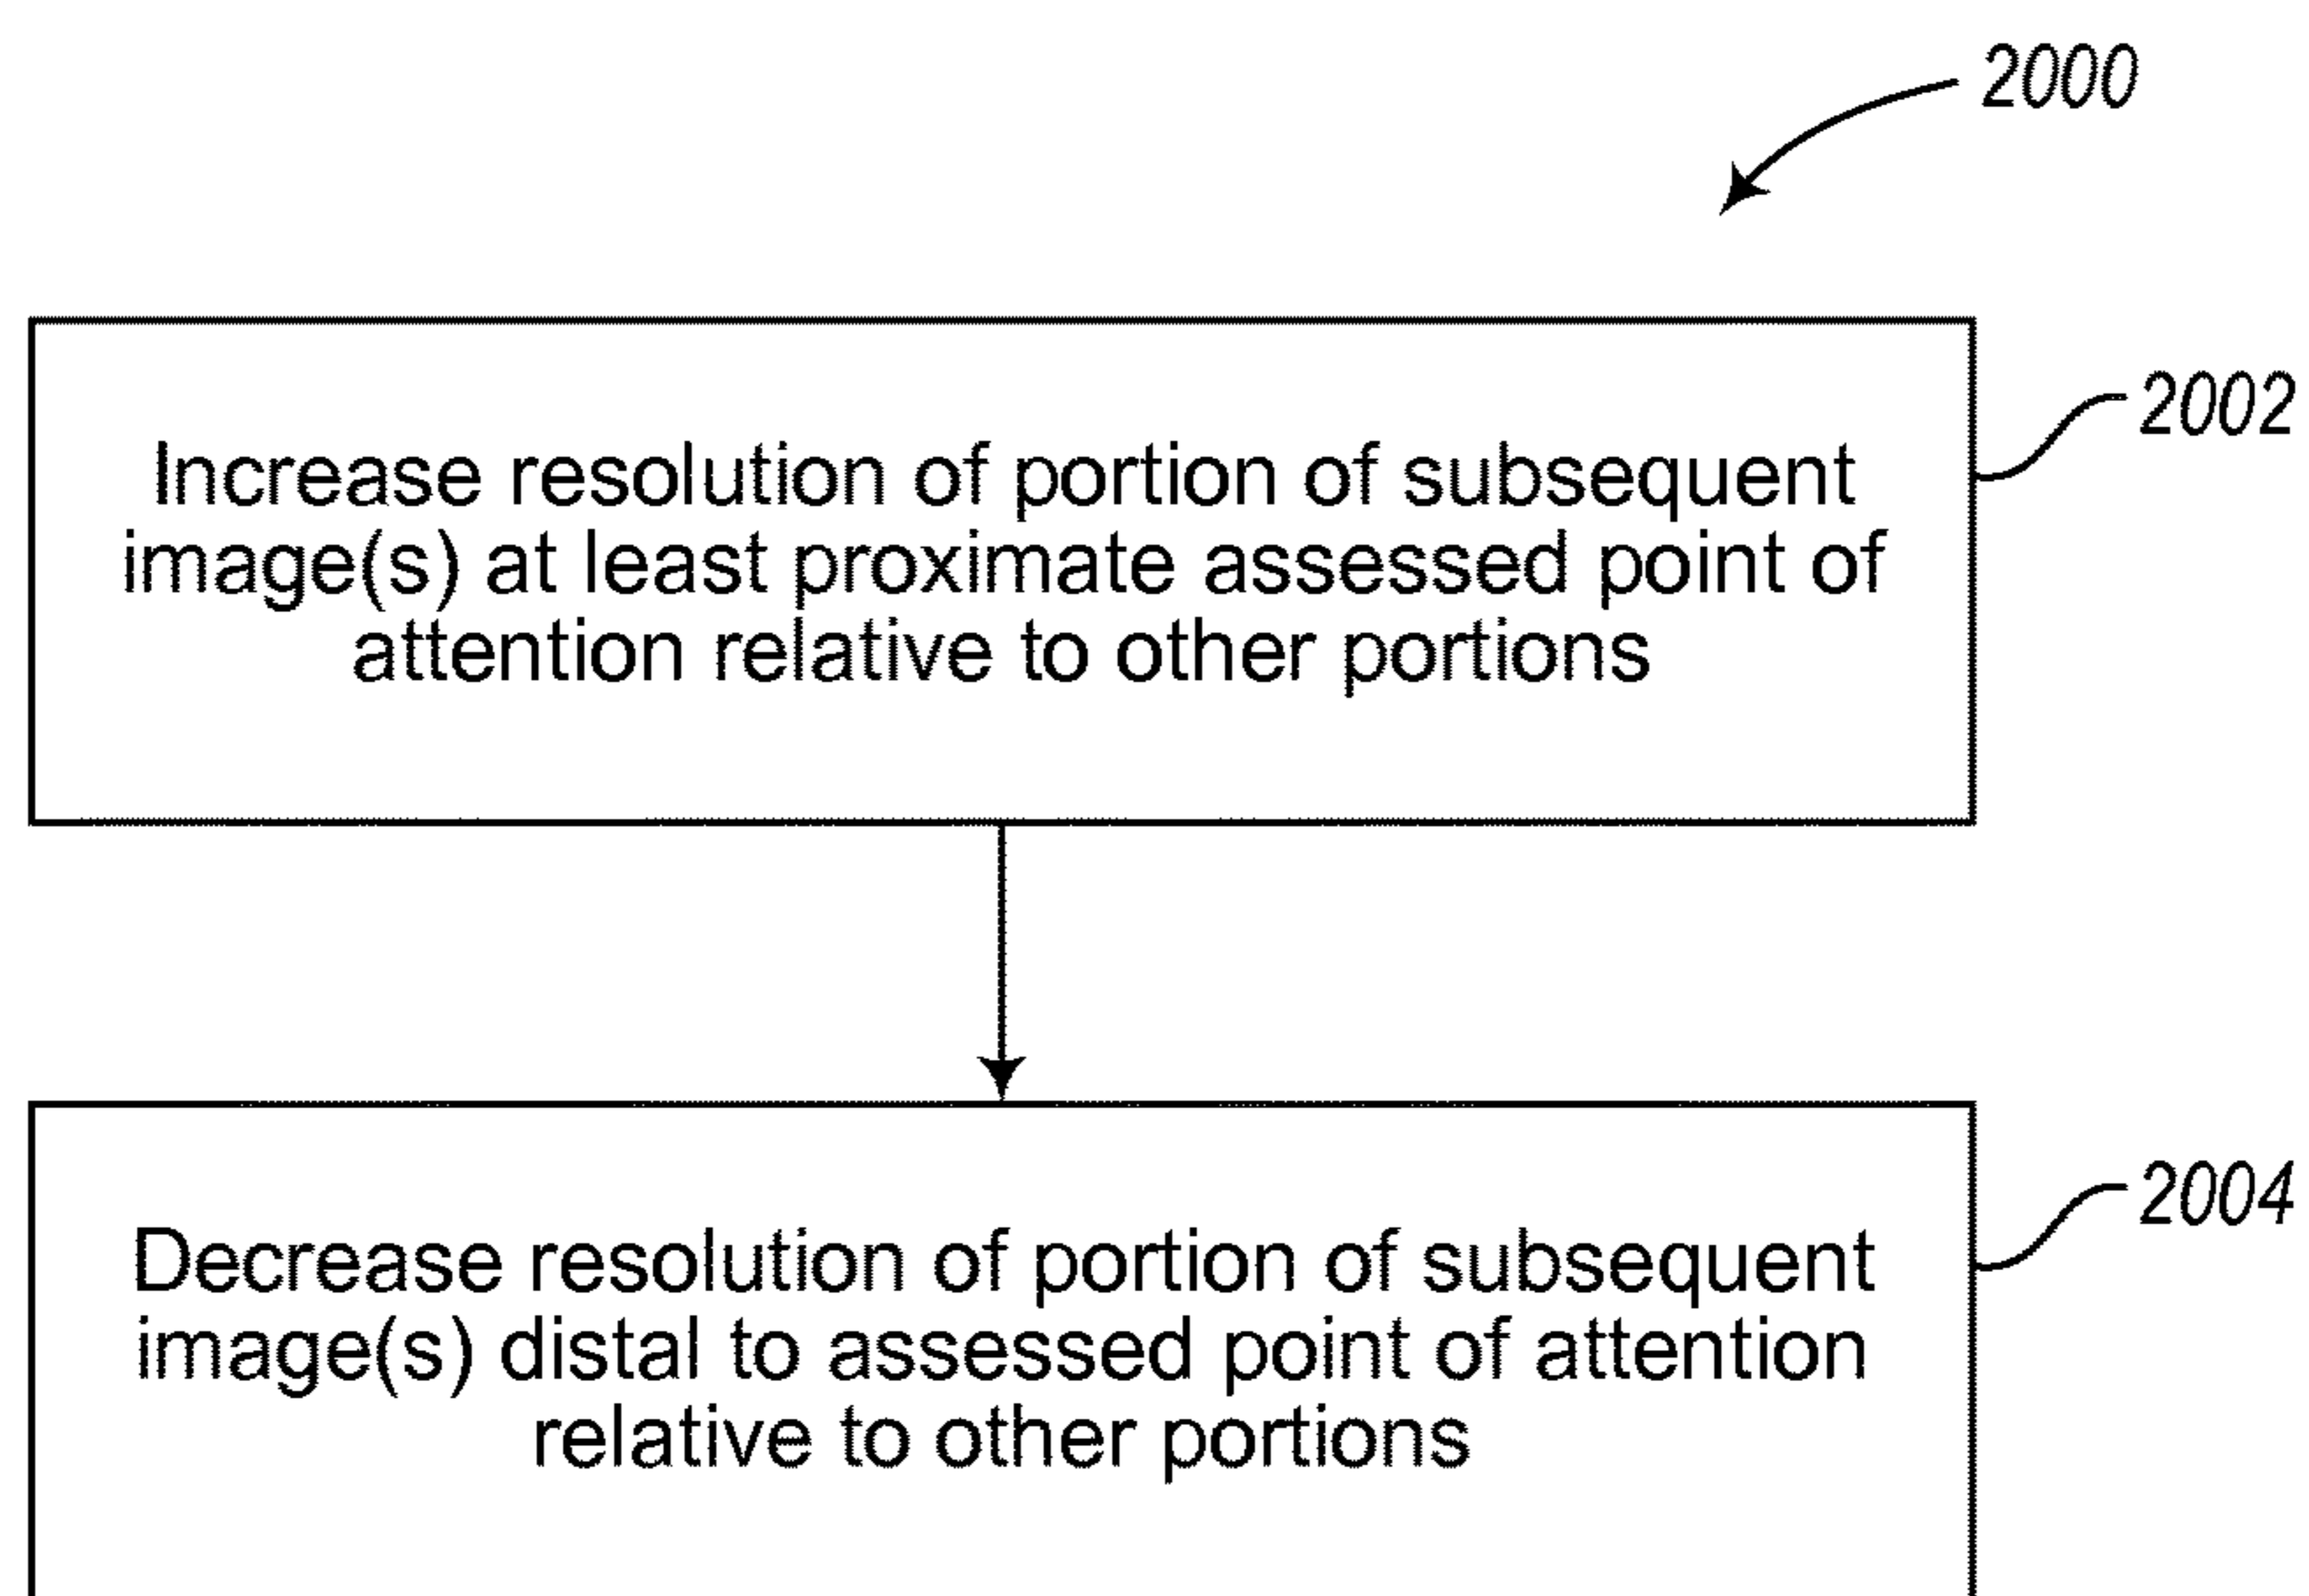 2000
2002
Increase resolution of portion of subsequent
image(s) at least proximate assessed point of
attention relative to other portions
2004
Decrease resolution of portion of subsequent
image(s) distal to assessed point of attention
relative to other portions